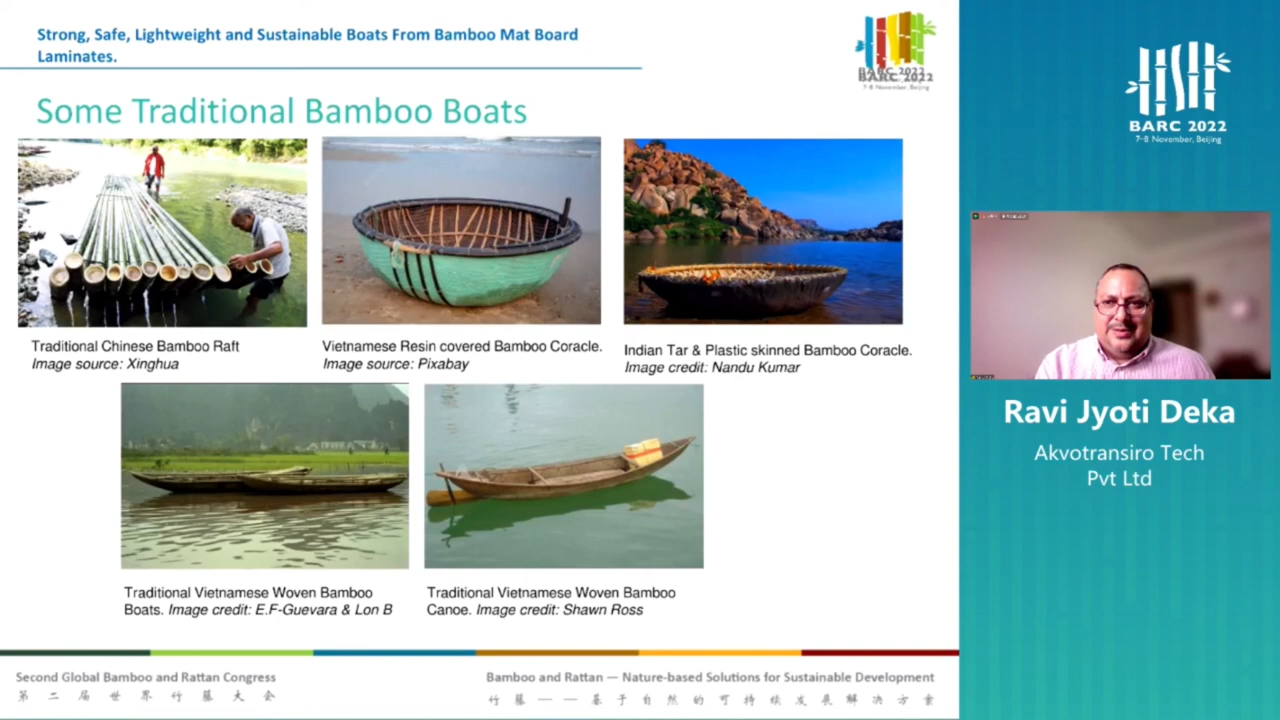 Strong, Safe, Lightweight and Sustainable Boats From Bamboo Mat Board
Laminates.
BARC 2022
7-8 November, Beijing
Some Traditional Bamboo Boats
Traditional Chinese Bamboo Raft
Image source: Xinghua
Vietnamese Resin covered Bamboo Coracle.
Image source: Pixabay
Indian Tar & Plastic skinned Bamboo Coracle.
Image credit: Nandu Kumar
Traditional Vietnamese Woven Bamboo
Boats. Image credit: E.F-Guevara & Lon B
Traditional Vietnamese Woven Bamboo
Canoe. Image credit: Shawn Ross
Second Global Bamboo and Rattan Congress
第二届世界竹藤大会
Bamboo and Rattan — Nature-based Solutions for Sustainable Development
竹藤——基于自然的可持续发展解决方案
BARC 2022
7-8 November, Beijing
Ravi Jyoti Deka
Akvotransiro Tech
Pvt Ltd